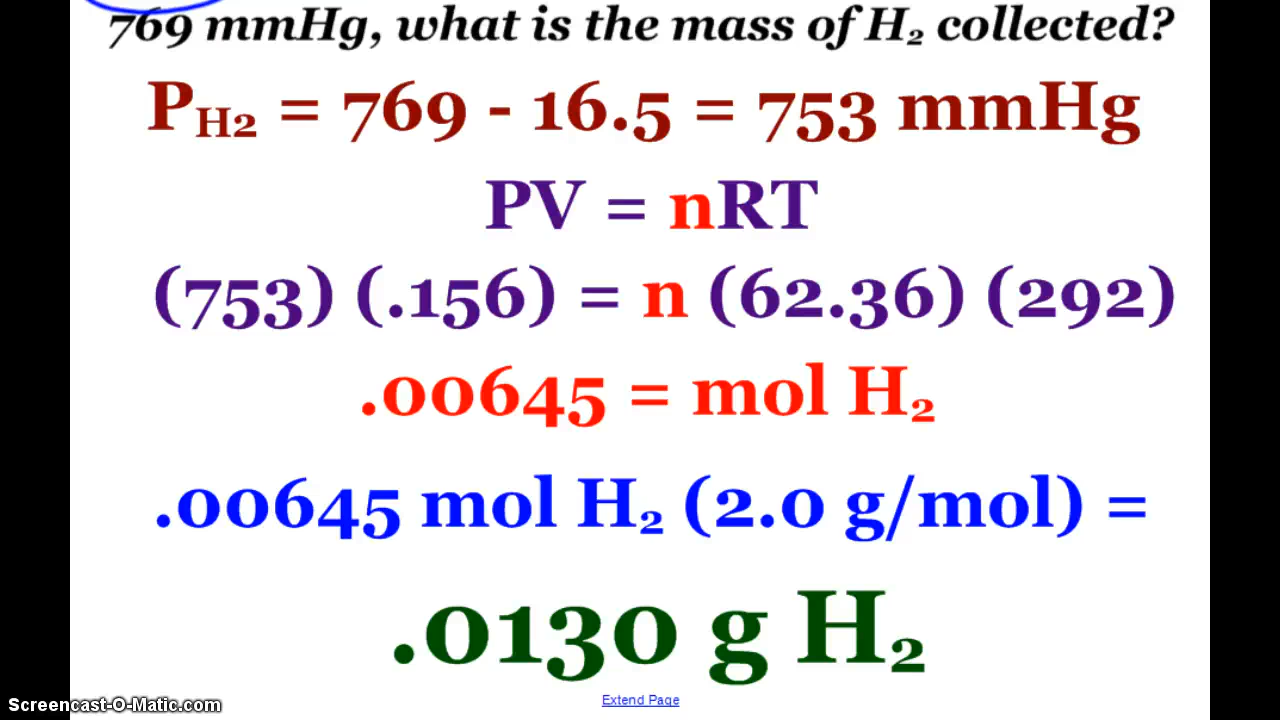 769 mmHg, what is the mass of H₂ collected?
P_H2 = 769 - 16.5 = 753 mmHg
PV = nRT
(753) (.156) = n (62.36) (292)
.00645 = mol H₂
.00645 mol H₂ (2.0 g/mol) =
.0130 g H₂
Extend Page
Screencast-O-Matic.com